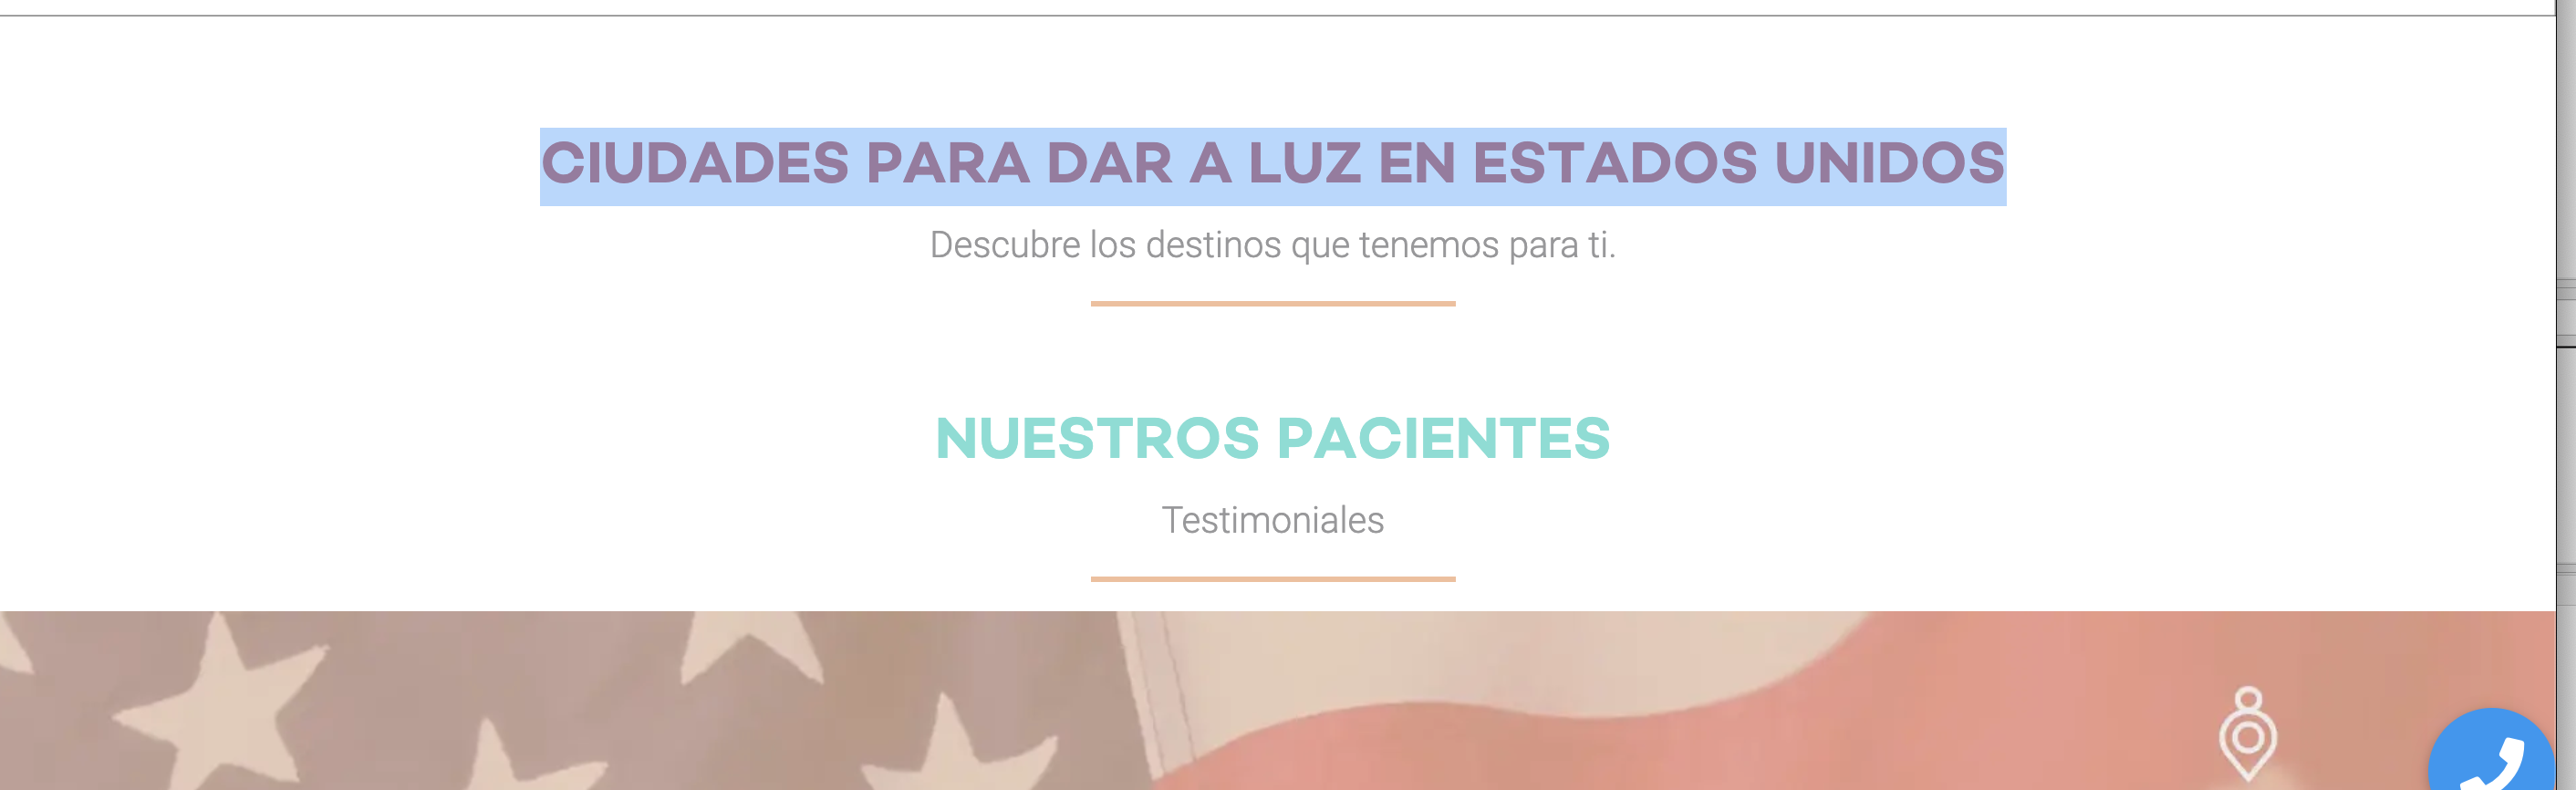 CIUDADES PARA DAR A LUZ EN ESTADOS UNIDOS
Descubre los destinos que tenemos para ti.
NUESTROS PACIENTES
Testimoniales